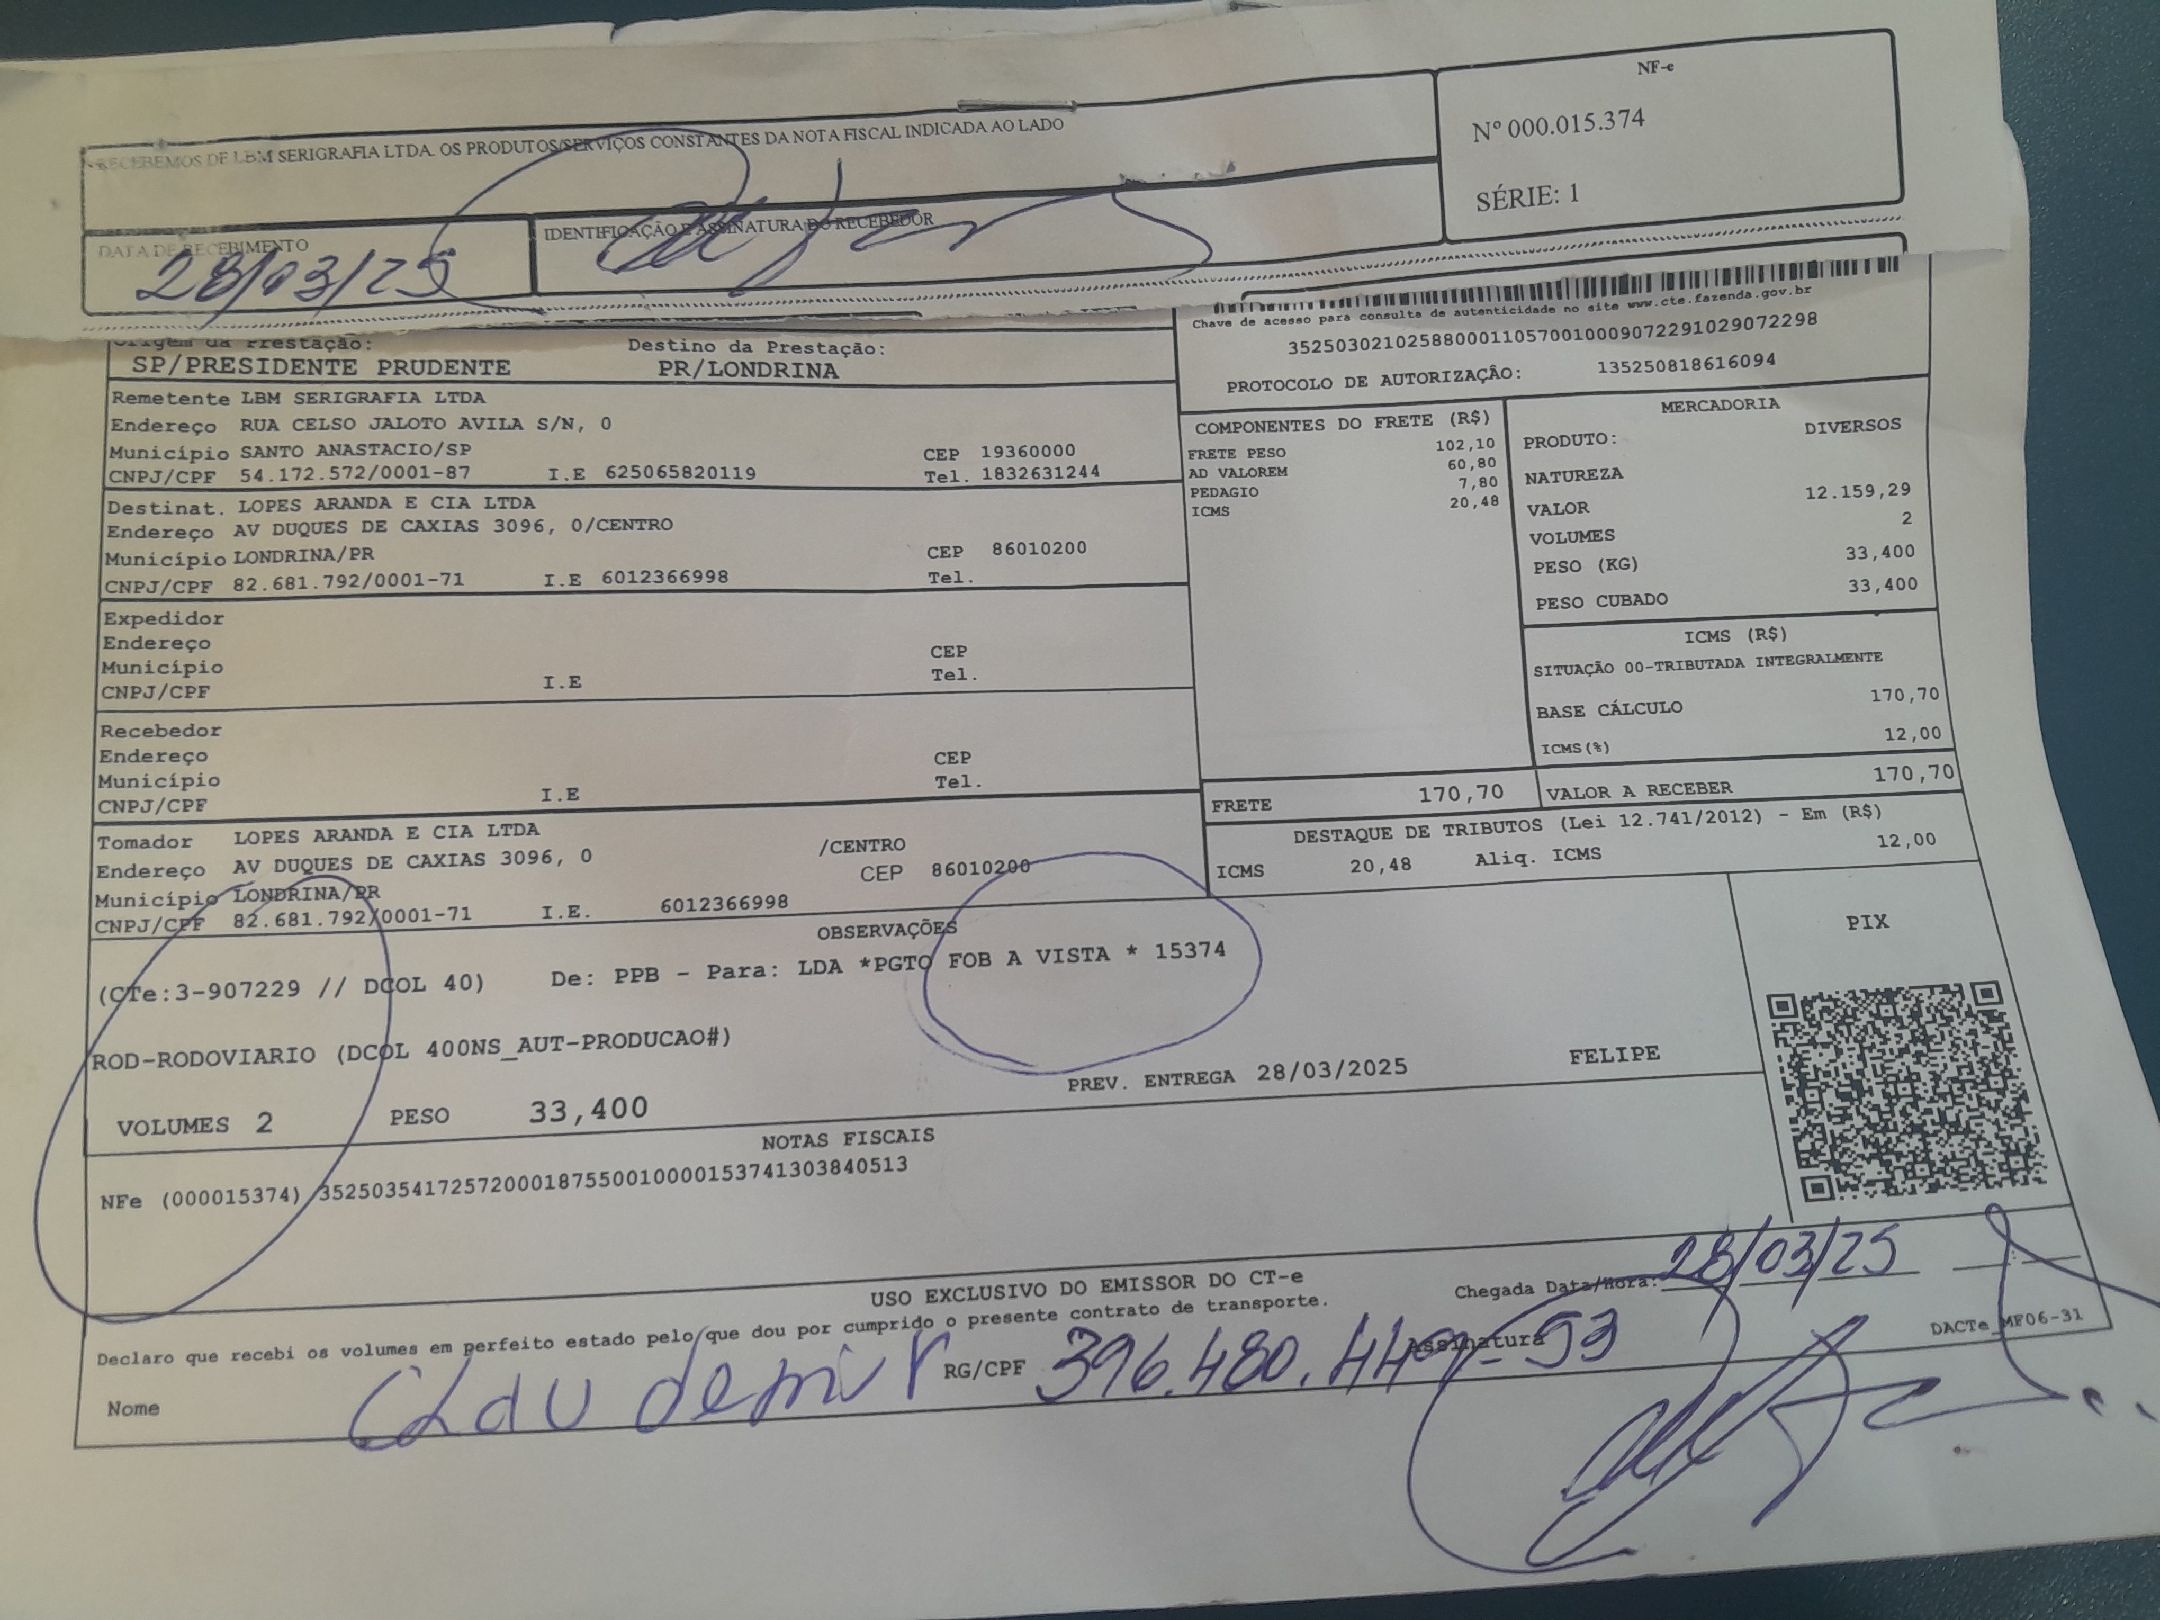 NF-e
RECEBEMOS DE LBM SERIGRAFIA LTDA. OS PRODUTOS/SERVIÇOS CONSTANTES DA NOTA FISCAL INDICADA AO LADO
Nº 000.015.374
SÉRIE: 1
DATA DE RECEBIMENTO
IDENTIFICAÇÃO E ASSINATURA DO RECEBEDOR
28/03/25
Chave de acesso para consulta de autenticidade no site www.cte.fazenda.gov.br
35250302102588000110570010009072291029072298
PROTOCOLO DE AUTORIZAÇÃO: 135250818616094
Origem da Prestação: Destino da Prestação:
SP/PRESIDENTE PRUDENTE PR/LONDRINA
Remetente LBM SERIGRAFIA LTDA
Endereço RUA CELSO JALOTO AVILA S/N, 0
Município SANTO ANASTACIO/SP CEP 19360000
CNPJ/CPF 54.172.572/0001-87 I.E 625065820119 Tel. 1832631244
Destinat. LOPES ARANDA E CIA LTDA
Endereço AV DUQUES DE CAXIAS 3096, 0/CENTRO
Município LONDRINA/PR CEP 86010200
CNPJ/CPF 82.681.792/0001-71 I.E 6012366998 Tel.
Expedidor
Endereço
Município CEP
CNPJ/CPF I.E Tel.
Recebedor
Endereço
Município CEP
CNPJ/CPF I.E Tel.
Tomador LOPES ARANDA E CIA LTDA
Endereço AV DUQUES DE CAXIAS 3096, 0 /CENTRO
Município LONDRINA/PR CEP 86010200
CNPJ/CPF 82.681.792/0001-71 I.E. 6012366998
COMPONENTES DO FRETE (R$)
FRETE PESO 102,10
AD VALOREM 60,80
PEDAGIO 7,80
ICMS 20,48
MERCADORIA
PRODUTO: DIVERSOS
NATUREZA
VALOR 12.159,29
VOLUMES 2
PESO (KG) 33,400
PESO CUBADO 33,400
ICMS (R$)
SITUAÇÃO 00-TRIBUTADA INTEGRALMENTE
BASE CÁLCULO 170,70
ICMS(%) 12,00
FRETE 170,70 VALOR A RECEBER 170,70
DESTAQUE DE TRIBUTOS (Lei 12.741/2012) - Em (R$)
ICMS 20,48 Aliq. ICMS 12,00
OBSERVAÇÕES
(CTe:3-907229 // DCOL 40) De: PPB - Para: LDA *PGTO FOB A VISTA * 15374
ROD-RODOVIARIO (DCOL 400NS_AUT-PRODUCAO#)
PREV. ENTREGA 28/03/2025 FELIPE
VOLUMES 2 PESO 33,400
PIX
NOTAS FISCAIS
NFe (000015374) 35250354172572000187550010000153741303840513
USO EXCLUSIVO DO EMISSOR DO CT-e
Declaro que recebi os volumes em perfeito estado pelo que dou por cumprido o presente contrato de transporte.
Chegada Data/Hora: 28/03/25
Nome Claudemir RG/CPF 396.480.449-53 Assinatura
DACTe_MF06-31